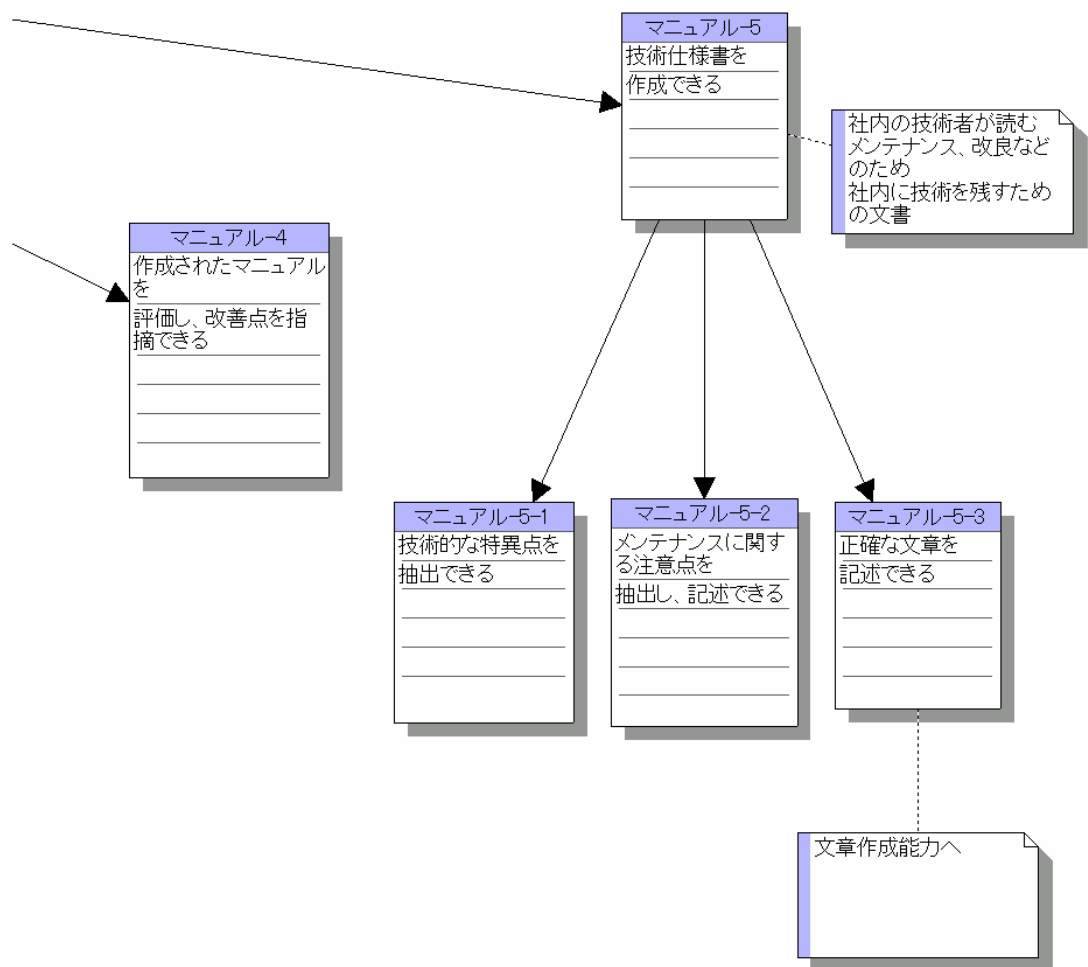 マニュアル-5
技術仕様書を
作成できる
社内の技術者が読む
メンテナンス、改良など
のため
社内に技術を残すため
の文書
マニュアル-4
作成されたマニュアル
を
評価し、改善点を指
摘できる
マニュアル-5-1
技術的な特異点を
抽出できる
マニュアル-5-2
メンテナンスに関す
る注意点を
抽出し、記述できる
マニュアル-5-3
正確な文章を
記述できる
文章作成能力へ